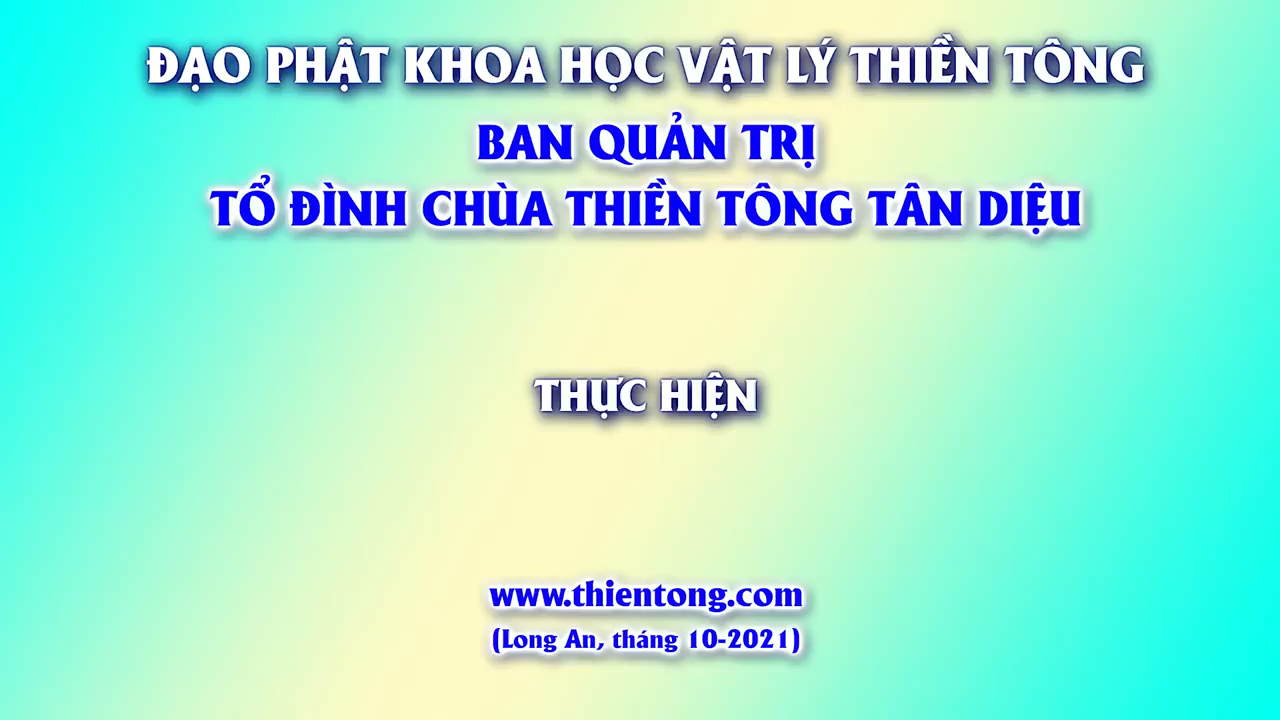 ĐẠO PHẬT KHOA HỌC VẬT LÝ THIỀN TÔNG
BAN QUẢN TRỊ
TỔ ĐÌNH CHÙA THIỀN TÔNG TÂN DIỆU
THỰC HIỆN
www.thientong.com
(Long An, tháng 10-2021)